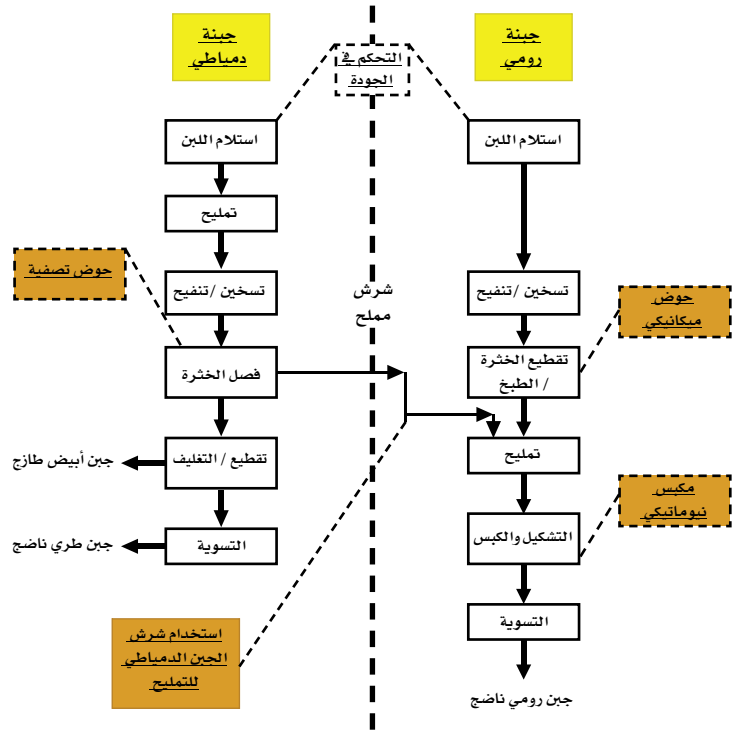 جبنة
رومي
جبنة
دمياطي
التحكم في
الجودة
استلام اللبن
استلام اللبن
تمليح
تسخين /تنفيح
تسخين /تنفيح
حوض تصفية
شرش
مملح
حوض
ميكانيكي
تقطيع الخثرة
/ الطبخ
فصل الخثرة
تمليح
تقطيع / التغليف
جبن أبيض طازج
مكبس
نيوماتيكي
التشكيل والكبس
التسوية
جبن طري ناضج
التسوية
استخدام شرش
الجبن الدمياطي
للتمليح
جبن رومي ناضج